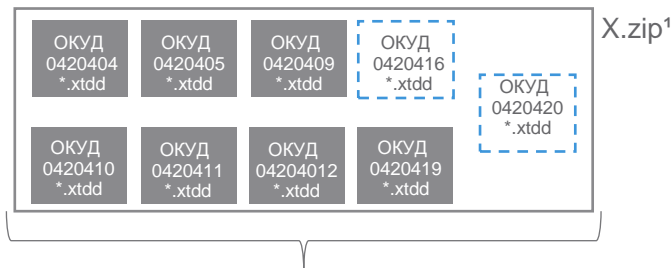 X.zip¹
ОКУД
0420404
*.xtdd
ОКУД
0420405
*.xtdd
ОКУД
0420409
*.xtdd
ОКУД
0420416
*.xtdd
ОКУД
0420420
*.xtdd
ОКУД
0420410
*.xtdd
ОКУД
0420411
*.xtdd
ОКУД
04204012
*.xtdd
ОКУД
0420419
*.xtdd